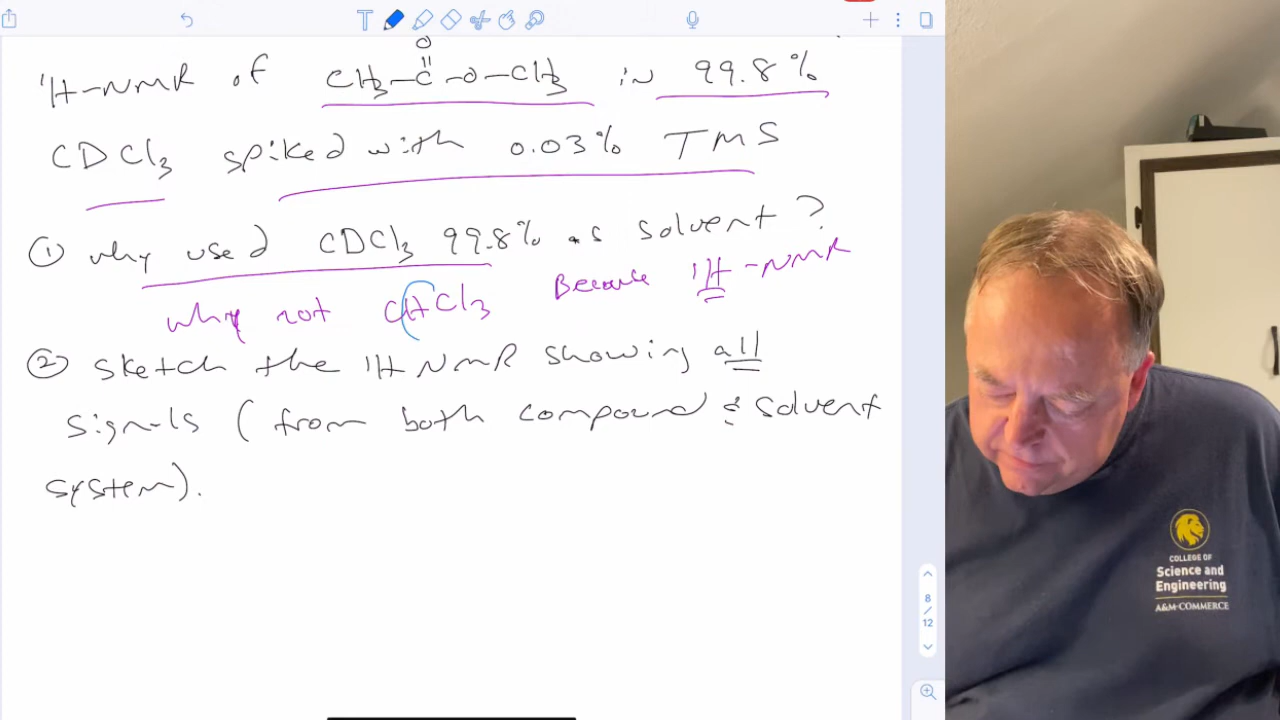 O
||
¹H-NMR of CH3-C-O-CH3 in 99.8%
CDCl3 spiked with 0.03% TMS
① why used CDCl3 99.8% as solvent?
why not CHCl3 Because ¹H-NMR
② sketch the 1H NMR showing all
signals (from both compound & solvent
system).
8
/
12
COLLEGE OF
Science and
Engineering
A&M-COMMERCE